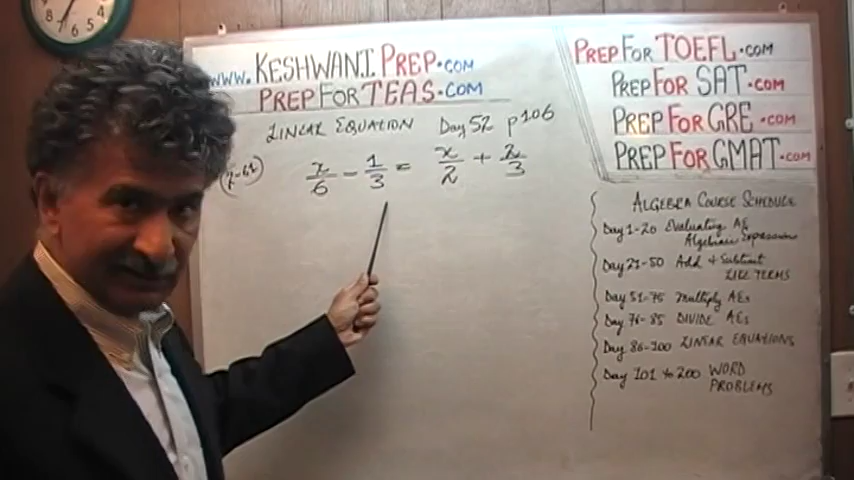 www.KESHWANIPREP.COM
PREPFORTEAS.COM
LINEAR EQUATION Day 52 p106
x/6 - 1/3 = x/2 + 2/3
PREPFORTOEFL.COM
PREPFORSAT.COM
PREPFORGRE.COM
PREPFORGMAT.COM
ALGEBRA COURSE SCHEDULE
Day 1-20 Evaluating AE
Algebraic Expressions
Day 21-50 Add & Subtract
LIKE TERMS
Day 51-75 Multiply AEs
Day 76-85 DIVIDE AEs
Day 86-100 LINEAR EQUATIONS
Day 101 to 200 WORD
PROBLEMS